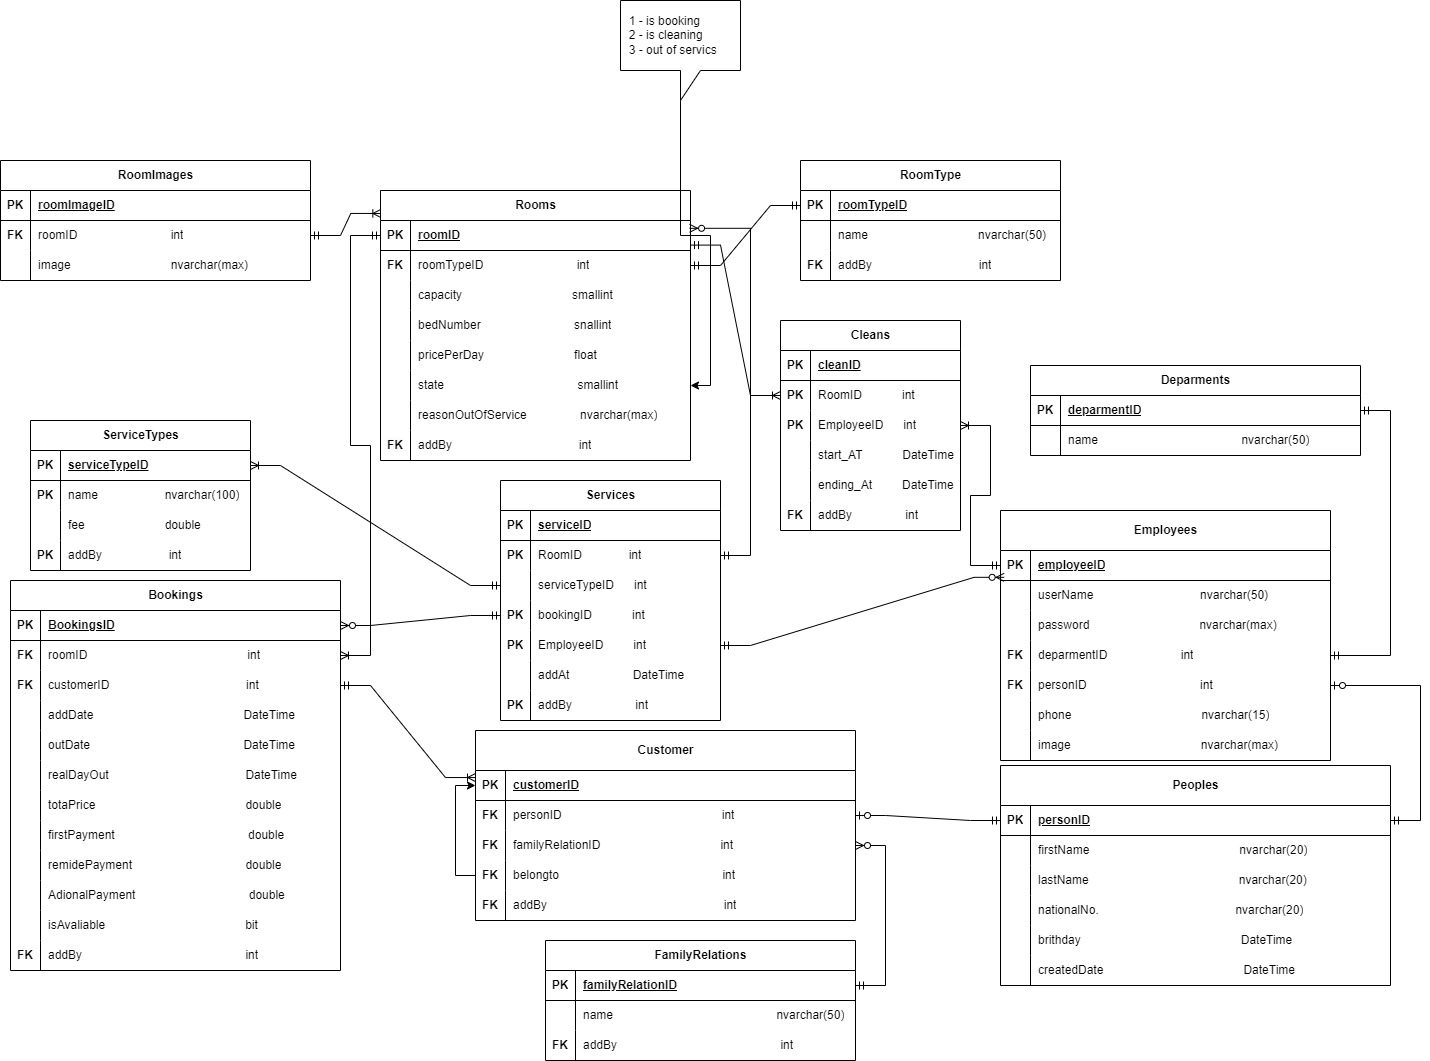 1 - is booking
2 - is cleaning
3 - out of servics
RoomImages
PK roomImageID
FK roomID int
image nvarchar(max)
Rooms
PK roomID
FK roomTypeID int
capacity smallint
bedNumber snallint
pricePerDay float
state smallint
reasonOutOfService nvarchar(max)
FK addBy int
RoomType
PK roomTypeID
name nvarchar(50)
FK addBy int
Cleans
PK cleanID
PK RoomID int
PK EmployeeID int
start_AT DateTime
ending_At DateTime
FK addBy int
Deparments
PK deparmentID
name nvarchar(50)
ServiceTypes
PK serviceTypeID
PK name nvarchar(100)
fee double
PK addBy int
Services
PK serviceID
PK RoomID int
serviceTypeID int
PK bookingID int
PK EmployeeID int
addAt DateTime
PK addBy int
Employees
PK employeeID
userName nvarchar(50)
password nvarchar(max)
FK deparmentID int
FK personID int
phone nvarchar(15)
image nvarchar(max)
Bookings
PK BookingsID
FK roomID int
FK customerID int
addDate DateTime
outDate DateTime
realDayOut DateTime
totaPrice double
firstPayment double
remidePayment double
AdionalPayment double
isAvaliable bit
FK addBy int
Customer
PK customerID
FK personID int
FK familyRelationID int
FK belongto int
FK addBy int
Peoples
PK personID
firstName nvarchar(20)
lastName nvarchar(20)
nationalNo. nvarchar(20)
brithday DateTime
createdDate DateTime
FamilyRelations
PK familyRelationID
name nvarchar(50)
FK addBy int